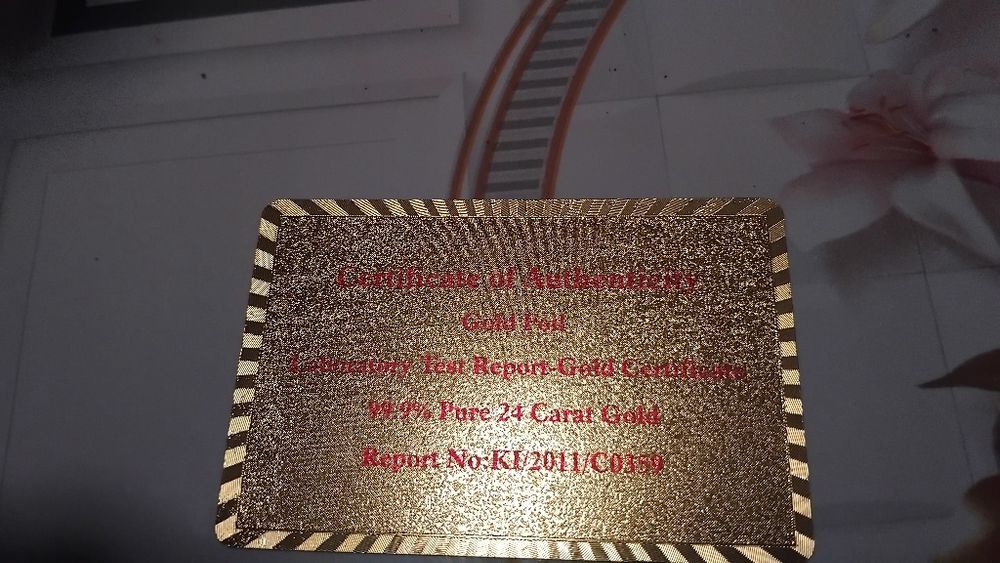 Certificate of Authenticity
Gold Foil
Laboratory Test Report-Gold Certificate
99.9% Pure 24 Carat Gold
Report No:KI/2011/C0359